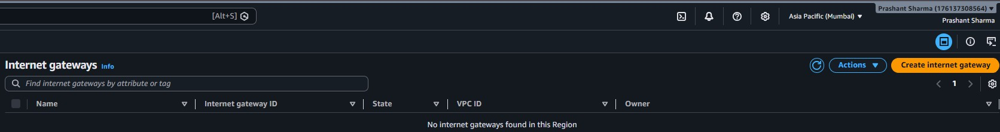 [Alt+S]
Asia Pacific (Mumbai)
Prashant Sharma (176137308564)
Prashant Sharma
Internet gateways Info
Actions
Create internet gateway
Find internet gateways by attribute or tag
1
Name Internet gateway ID State VPC ID Owner
No internet gateways found in this Region